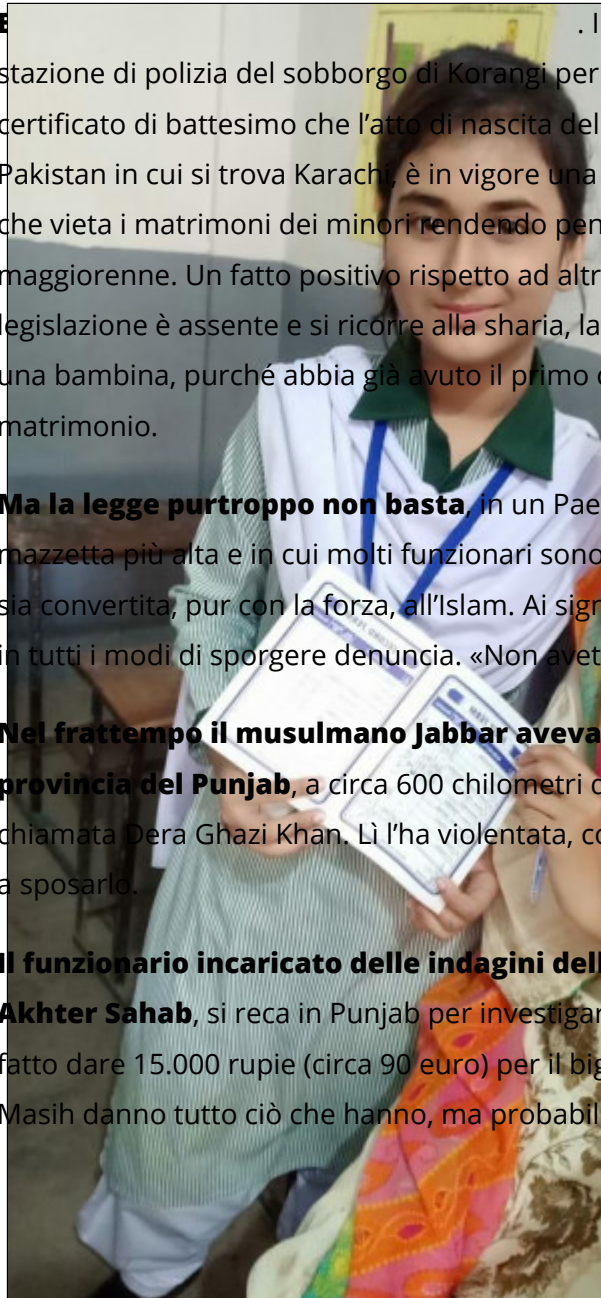 . I
stazione di polizia del sobborgo di Korangi per
certificato di battesimo che l’atto di nascita del
Pakistan in cui si trova Karachi, è in vigore una
che vieta i matrimoni dei minori rendendo pen
maggiorenne. Un fatto positivo rispetto ad altr
legislazione è assente e si ricorre alla sharia, la
una bambina, purché abbia già avuto il primo
matrimonio.
Ma la legge purtroppo non basta, in un Pae
mazzetta più alta e in cui molti funzionari sono
sia convertita, pur con la forza, all’Islam. Ai sign
in tutti i modi di sporgere denuncia. «Non avet
Nel frattempo il musulmano Jabbar aveva
provincia del Punjab, a circa 600 chilometri
chiamata Dera Ghazi Khan. Lì l’ha violentata, co
a sposarlo.
Il funzionario incaricato delle indagini dell
Akhter Sahab, si reca in Punjab per investigar
fatto dare 15.000 rupie (circa 90 euro) per il big
Masih danno tutto ciò che hanno, ma probabil